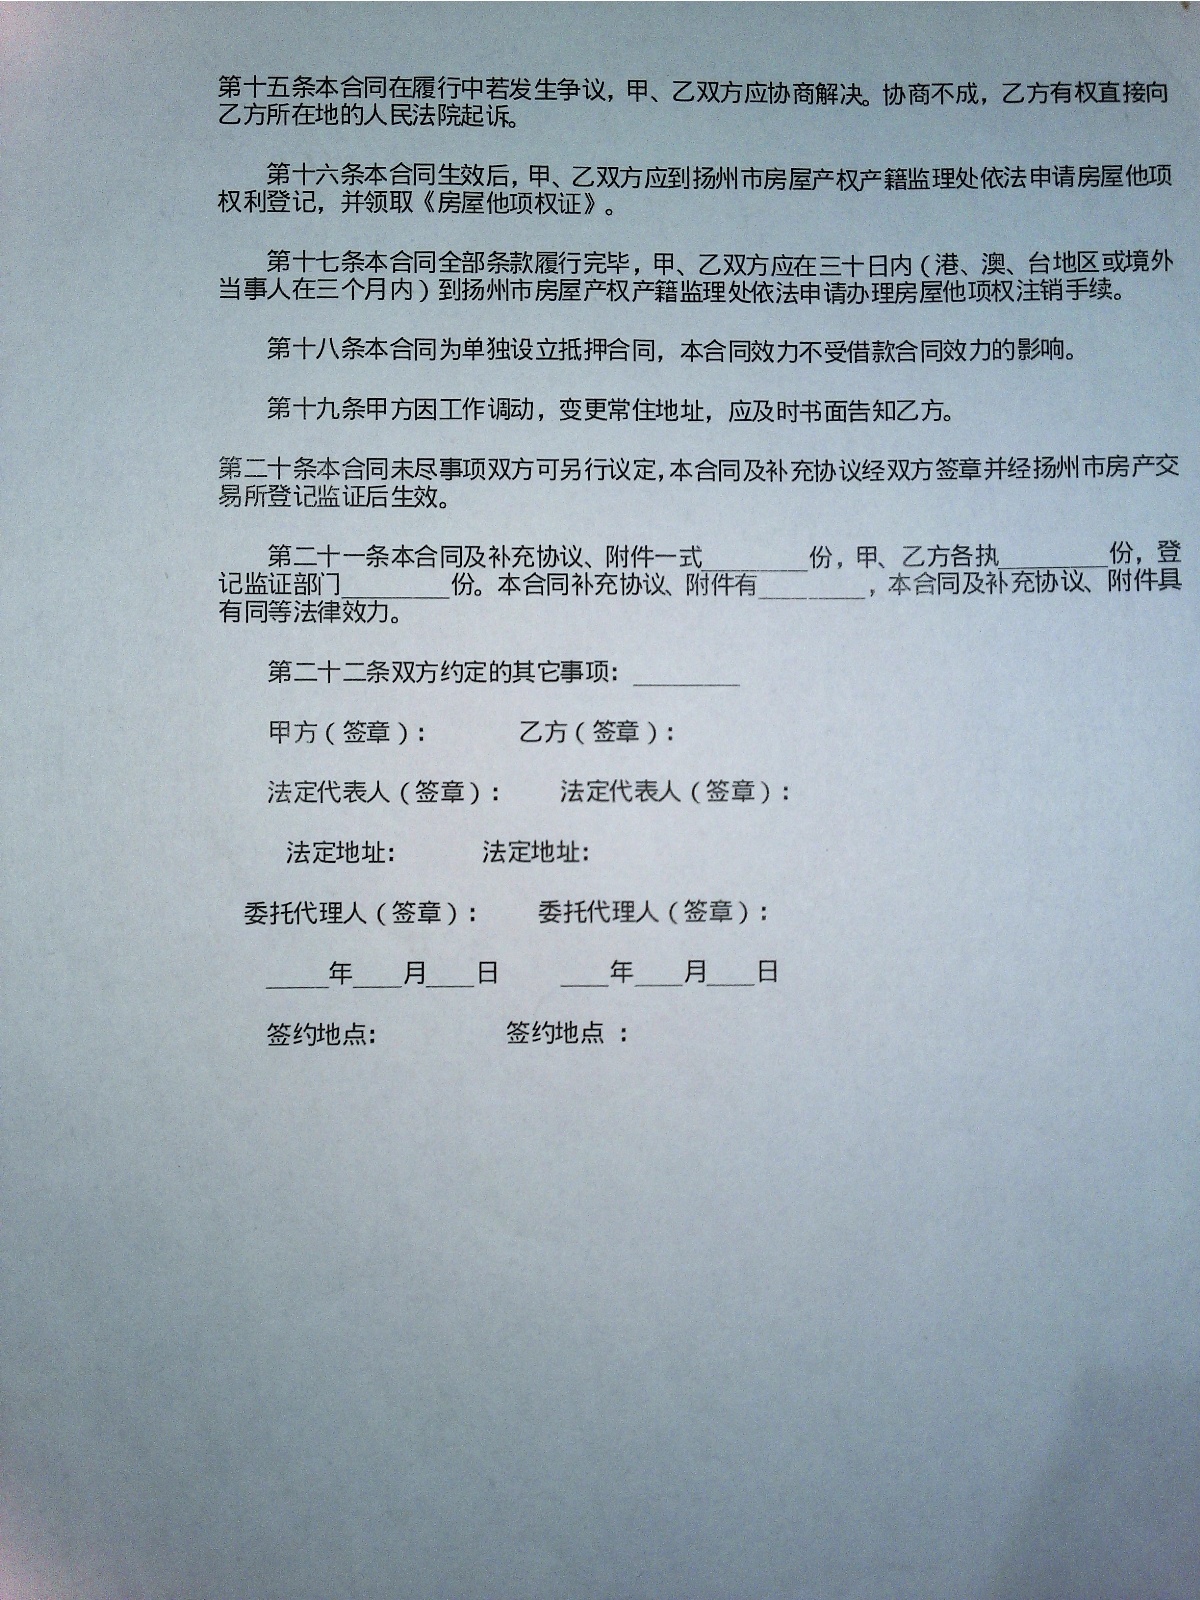 第十五条本合同在履行中若发生争议，甲、乙双方应协商解决。协商不成，乙方有权直接向
乙方所在地的人民法院起诉。
第十六条本合同生效后，甲、乙双方应到扬州市房屋产权产籍监理处依法申请房屋他项
权利登记，并领取《房屋他项权证》。
第十七条本合同全部条款履行完毕，甲、乙双方应在三十日内（港、澳、台地区或境外
当事人在三个月内）到扬州市房屋产权产籍监理处依法申请办理房屋他项权注销手续。
第十八条本合同为单独设立抵押合同，本合同效力不受借款合同效力的影响。
第十九条甲方因工作调动，变更常住地址，应及时书面告知乙方。
第二十条本合同未尽事项双方可另行议定，本合同及补充协议经双方签章并经扬州市房产交
易所登记监证后生效。
第二十一条本合同及补充协议、附件一式_________份，甲、乙方各执_________份，登
记监证部门_________份。本合同补充协议、附件有_________，本合同及补充协议、附件具
有同等法律效力。
第二十二条双方约定的其它事项：_________
甲方（签章）： 乙方（签章）：
法定代表人（签章）： 法定代表人（签章）：
法定地址： 法定地址：
委托代理人（签章）： 委托代理人（签章）：
_____年____月____日 ____年____月____日
签约地点： 签约地点 ：